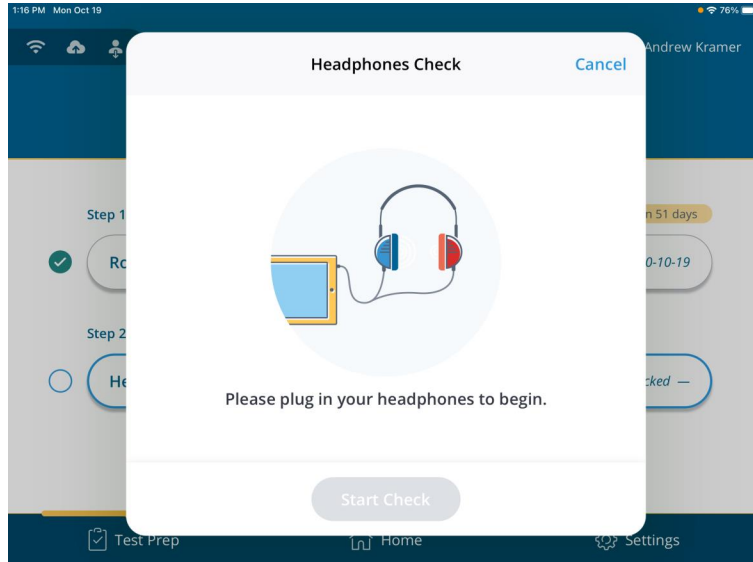 1:16 PM Mon Oct 19
76%
Andrew Kramer
Headphones Check
Cancel
Step 1
n 51 days
0-10-19
Step 2
He
cked —
Please plug in your headphones to begin.
Start Check
Test Prep
Home
Settings